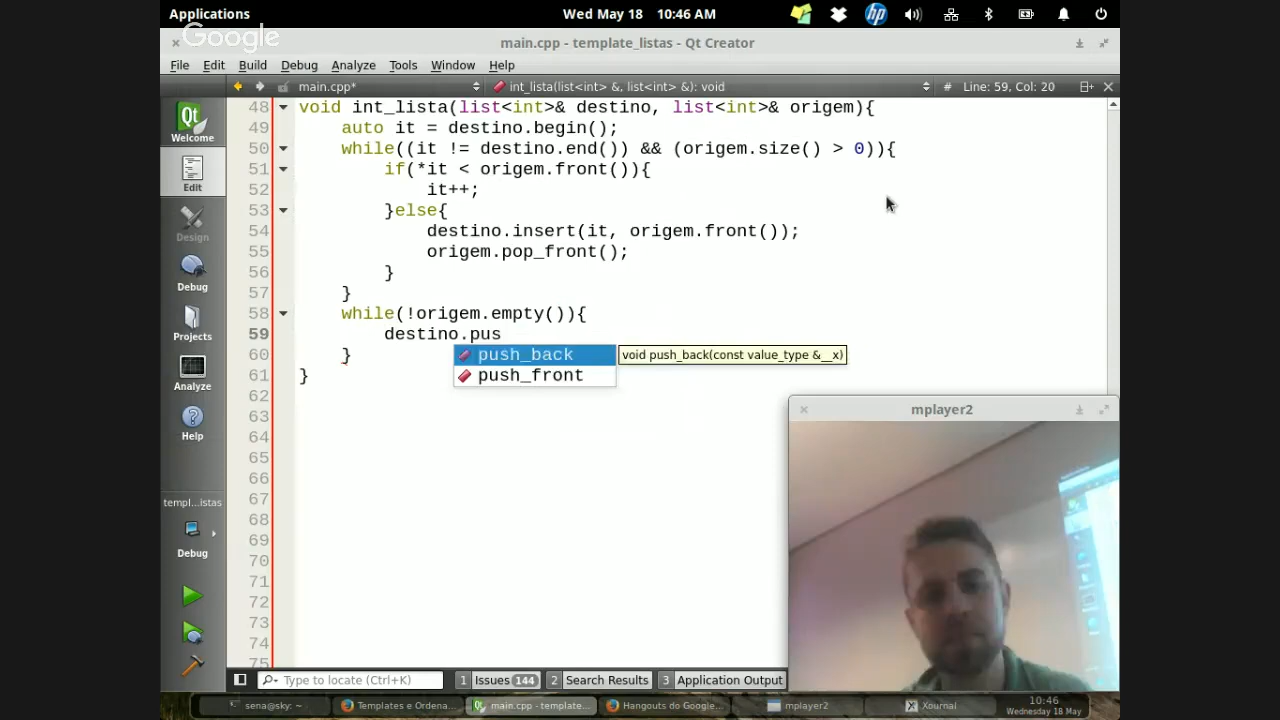 Applications
Wed May 18 10:46 AM
Google
main.cpp - template_listas - Qt Creator
File Edit Build Debug Analyze Tools Window Help
main.cpp*
int_lista(list<int> &, list<int> &): void
# Line: 59, Col: 20
Welcome
Edit
Design
Debug
Projects
Analyze
Help
templ...istas
Debug
48 void int_lista(list<int>& destino, list<int>& origem){
49 auto it = destino.begin();
50 while((it != destino.end()) && (origem.size() > 0)){
51 if(*it < origem.front()){
52 it++;
53 }else{
54 destino.insert(it, origem.front());
55 origem.pop_front();
56 }
57 }
58 while(!origem.empty()){
59 destino.pus
60 }
61 }
62
63
64
65
66
67
68
69
70
71
72
73
74
75
push_back
void push_back(const value_type &__x)
push_front
mplayer2
Type to locate (Ctrl+K)
1 Issues 144 2 Search Results 3 Application Output
sena@sky: ~
Templates e Ordena...
main.cpp - template...
Hangouts do Google...
mplayer2
Xournal
10:46
Wednesday 18 May